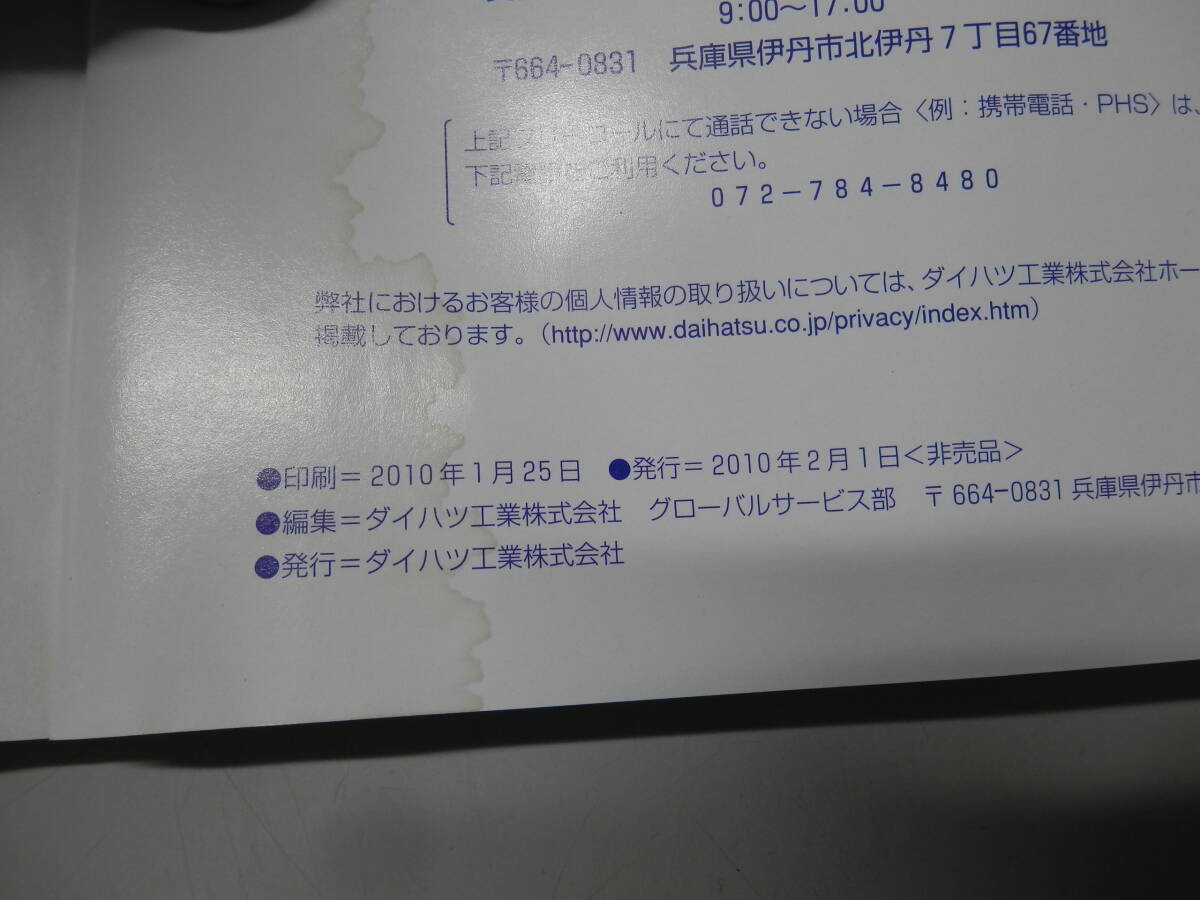 9:00～17:00
〒664-0831　兵庫県伊丹市北伊丹７丁目67番地
上記フリーコールにて通話できない場合〈例：携帯電話・PHS〉は、
下記電話をご利用ください。
０７２－７８４－８４８０
弊社におけるお客様の個人情報の取り扱いについては、ダイハツ工業株式会社ホー
掲載しております。（http://www.daihatsu.co.jp/privacy/index.htm）
●印刷＝2010年1月25日　●発行＝2010年2月1日＜非売品＞
●編集＝ダイハツ工業株式会社　グローバルサービス部　〒664-0831 兵庫県伊丹市
●発行＝ダイハツ工業株式会社